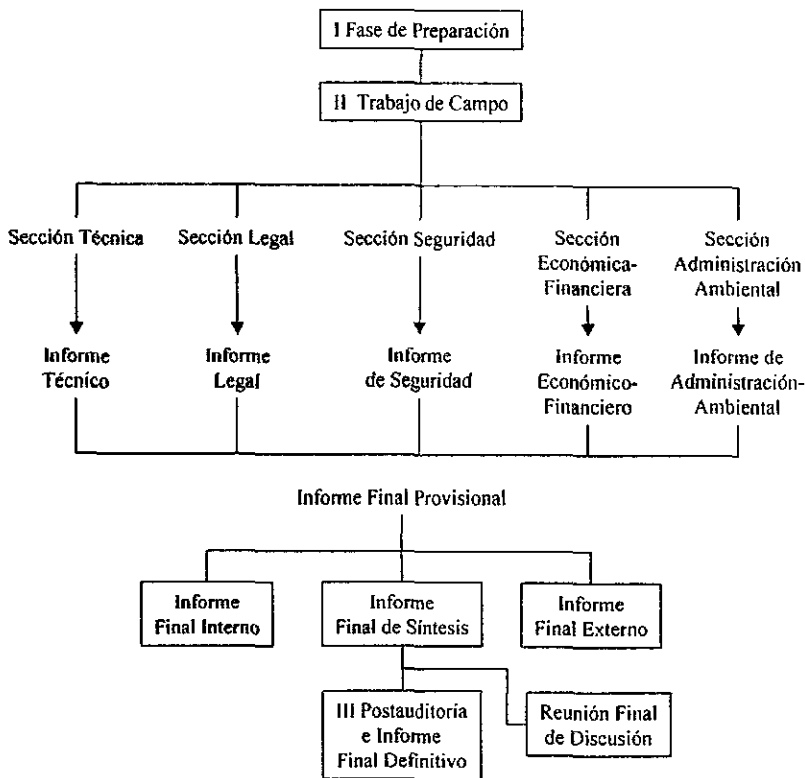 I Fase de Preparación
II Trabajo de Campo
Sección Técnica
Sección Legal
Sección Seguridad
Sección
Económica-
Financiera
Sección
Administración
Ambiental
Informe
Técnico
Informe
Legal
Informe
de Seguridad
Informe
Económico-
Financiero
Informe de
Administración-
Ambiental
Informe Final Provisional
Informe
Final Interno
Informe
Final de Síntesis
Informe
Final Externo
III Postauditoría
e Informe
Final Definitivo
Reunión Final
de Discusión